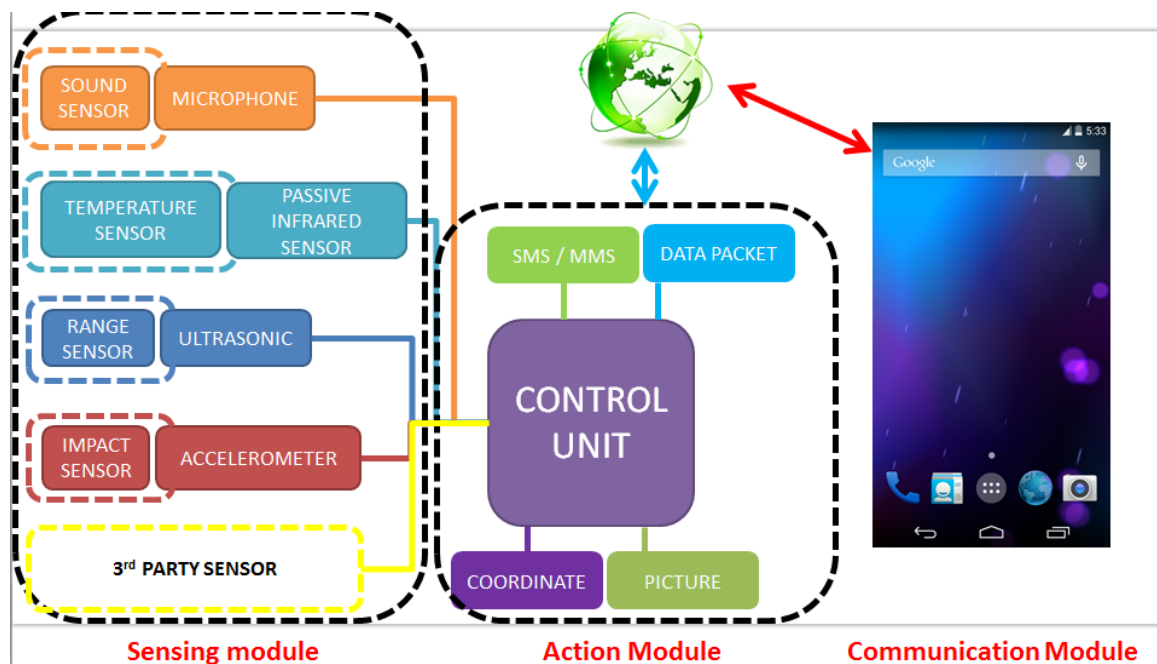 SOUND
SENSOR
MICROPHONE
TEMPERATURE
SENSOR
PASSIVE
INFRARED
SENSOR
RANGE
SENSOR
ULTRASONIC
IMPACT
SENSOR
ACCELEROMETER
3rd PARTY SENSOR
Sensing module
SMS / MMS
DATA PACKET
CONTROL
UNIT
COORDINATE
PICTURE
Action Module
5:33
Google
Communication Module